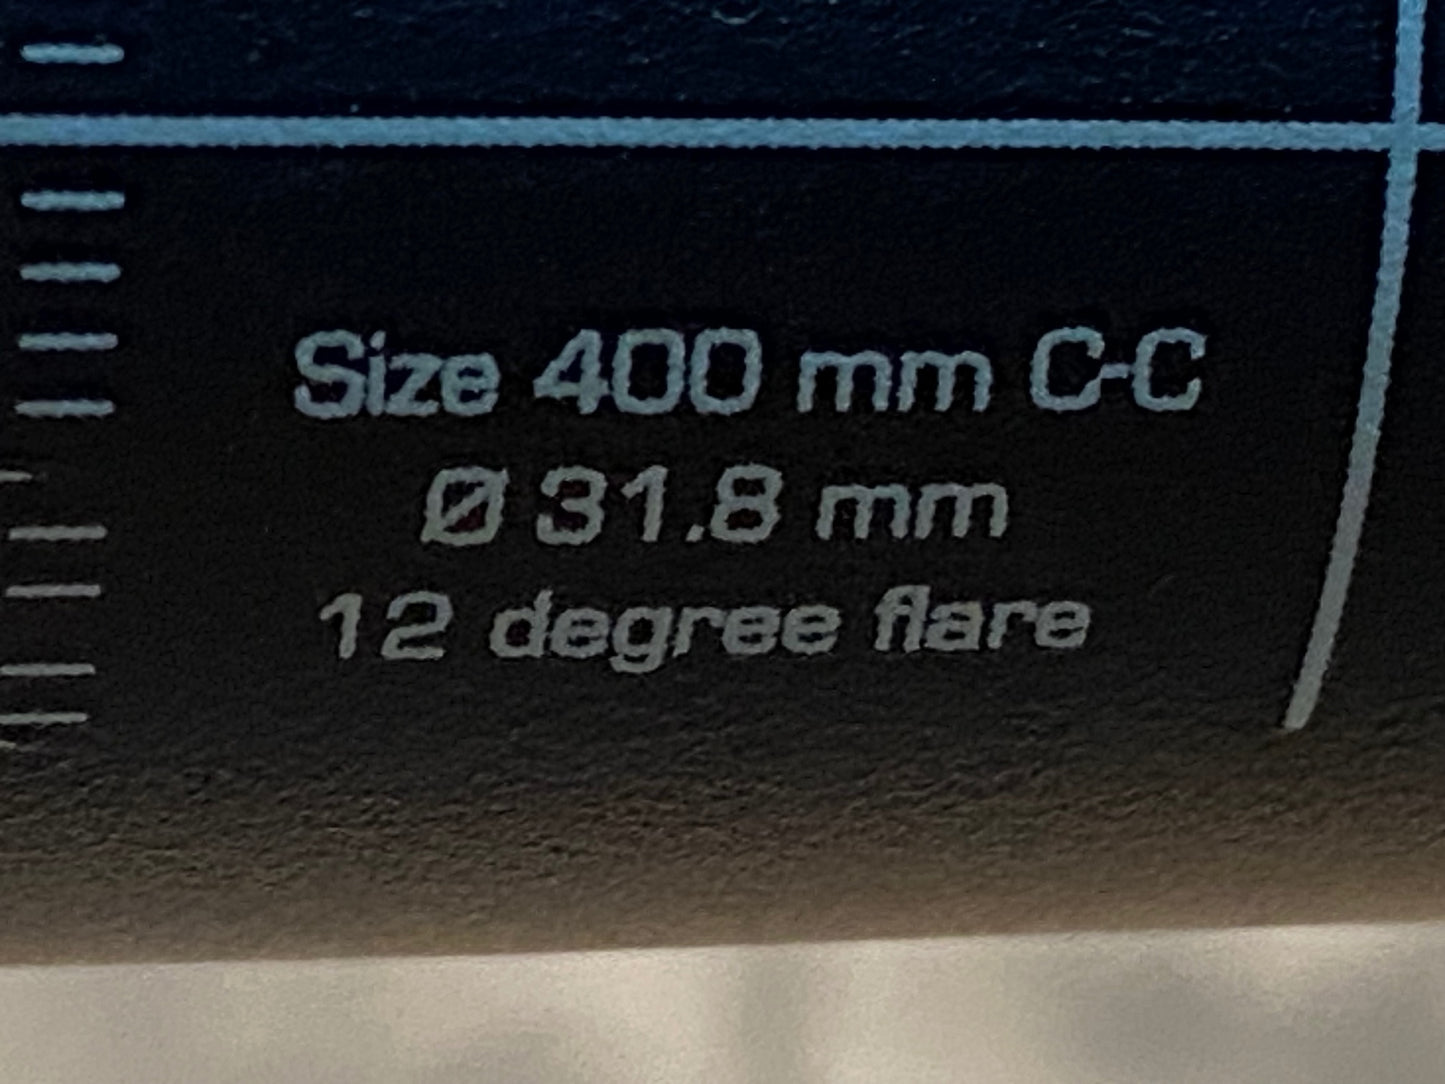 Size 400 mm C-C
Ø 31.8 mm
12 degree flare